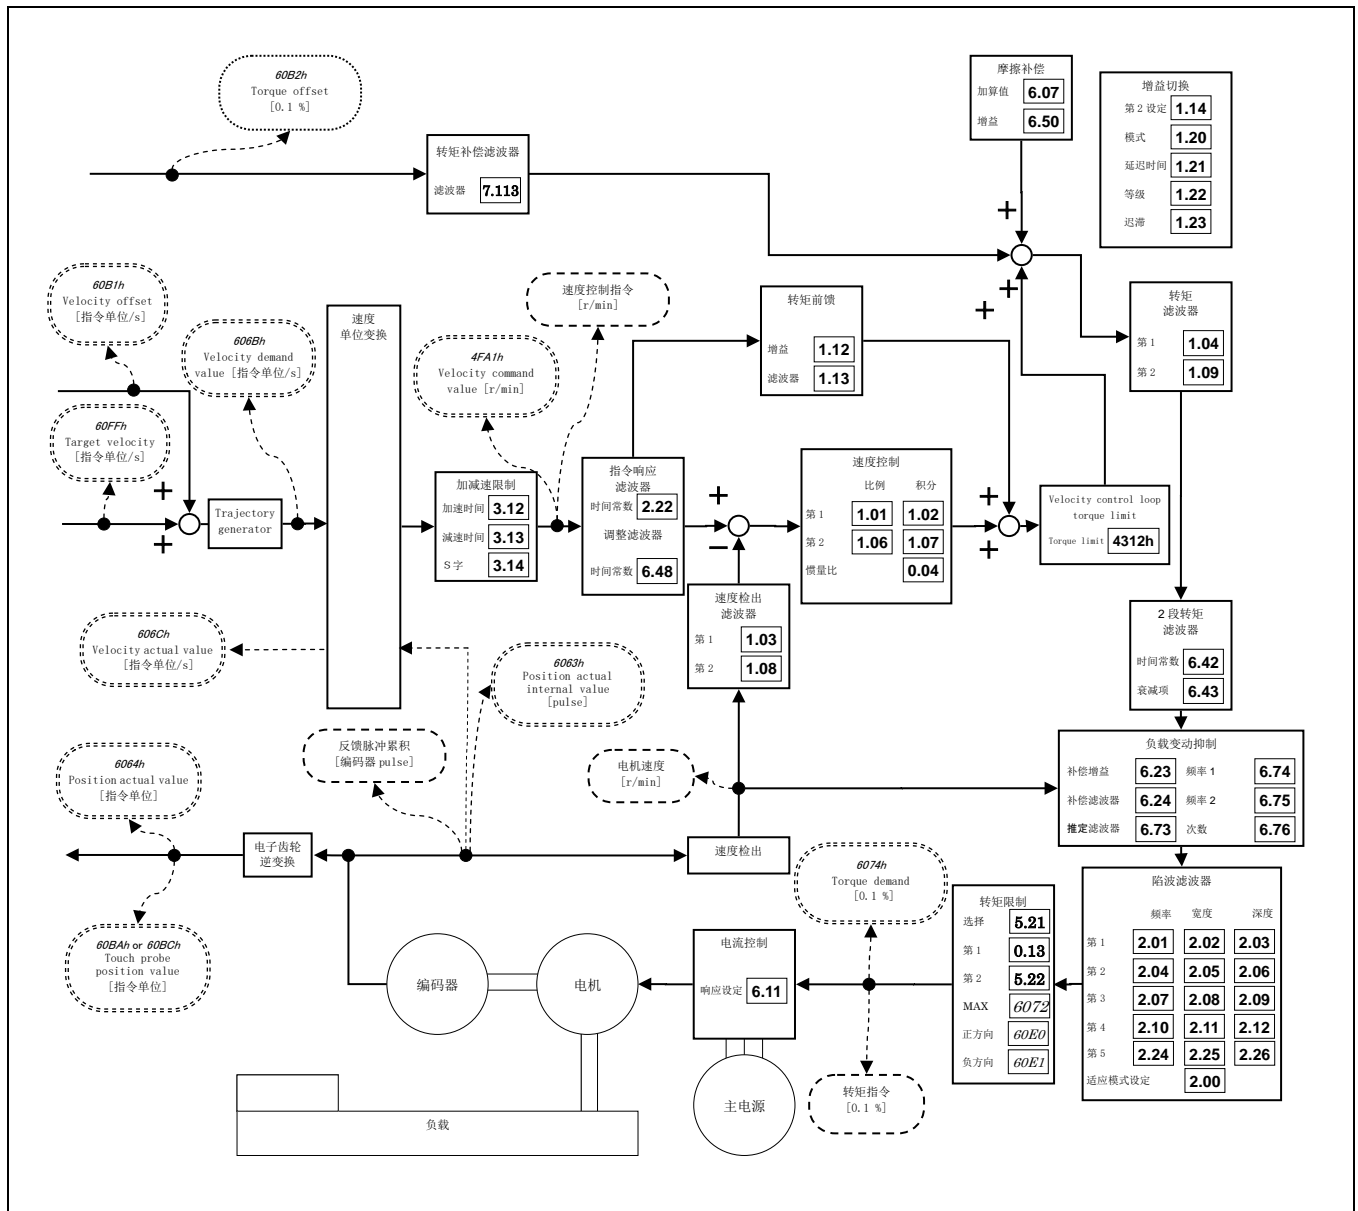 60B2h
Torque offset
[0.1 %]
转矩补偿滤波器
滤波器 7.113
摩擦补偿
加算值 6.07
增益 6.50
增益切换
第 2 设定 1.14
模式 1.20
延迟时间 1.21
等级 1.22
迟滞 1.23
+
+
+
60B1h
Velocity offset
[指令单位/s]
606Bh
Velocity demand
value [指令单位/s]
60FFh
Target velocity
[指令单位/s]
+
+
Trajectory
generator
速度
单位变换
4FA1h
Velocity command
value [r/min]
速度控制指令
[r/min]
加减速限制
加速时间 3.12
減速时间 3.13
S 字 3.14
指令响应
滤波器
时间常数 2.22
调整滤波器
时间常数 6.48
转矩前馈
增益 1.12
滤波器 1.13
+
−
速度控制
比例 积分
第 1 1.01 1.02
第 2 1.06 1.07
惯量比 0.04
+
+
Velocity control loop
torque limit
Torque limit 4312h
转矩
滤波器
第 1 1.04
第 2 1.09
速度检出
滤波器
第 1 1.03
第 2 1.08
2 段转矩
滤波器
时间常数 6.42
衰减项 6.43
606Ch
Velocity actual value
[指令单位/s]
6063h
Position actual
internal value
[pulse]
反馈脉冲累积
[编码器 pulse]
电机速度
[r/min]
负载变动抑制
补偿增益 6.23 频率 1 6.74
补偿滤波器 6.24 频率 2 6.75
推定滤波器 6.73 次数 6.76
6064h
Position actual value
[指令单位]
电子齿轮
逆变换
速度检出
60BAh or 60BCh
Touch probe
position value
[指令单位]
6074h
Torque demand
[0.1 %]
转矩限制
选择 5.21
第 1 0.13
第 2 5.22
MAX 6072
正方向 60E0
负方向 60E1
陷波滤波器
频率 宽度 深度
第 1 2.01 2.02 2.03
第 2 2.04 2.05 2.06
第 3 2.07 2.08 2.09
第 4 2.10 2.11 2.12
第 5 2.24 2.25 2.26
适应模式设定 2.00
电流控制
响应设定 6.11
编码器
电机
主电源
转矩指令
[0.1 %]
负载